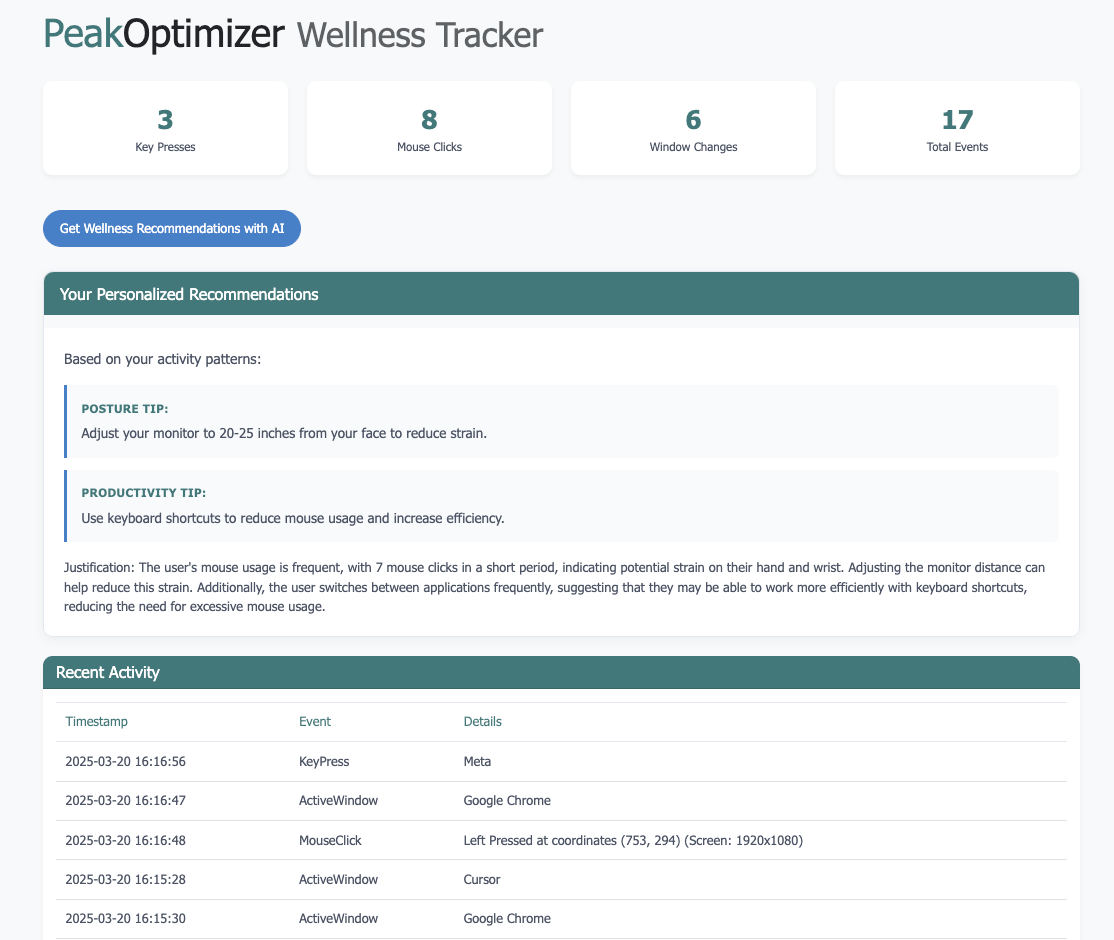 PeakOptimizer Wellness Tracker
3
Key Presses
8
Mouse Clicks
6
Window Changes
17
Total Events
Get Wellness Recommendations with AI
Your Personalized Recommendations
Based on your activity patterns:
POSTURE TIP:
Adjust your monitor to 20-25 inches from your face to reduce strain.
PRODUCTIVITY TIP:
Use keyboard shortcuts to reduce mouse usage and increase efficiency.
Justification: The user's mouse usage is frequent, with 7 mouse clicks in a short period, indicating potential strain on their hand and wrist. Adjusting the monitor distance can
help reduce this strain. Additionally, the user switches between applications frequently, suggesting that they may be able to work more efficiently with keyboard shortcuts,
reducing the need for excessive mouse usage.
Recent Activity
Timestamp Event Details
2025-03-20 16:16:56 KeyPress Meta
2025-03-20 16:16:47 ActiveWindow Google Chrome
2025-03-20 16:16:48 MouseClick Left Pressed at coordinates (753, 294) (Screen: 1920x1080)
2025-03-20 16:15:28 ActiveWindow Cursor
2025-03-20 16:15:30 ActiveWindow Google Chrome